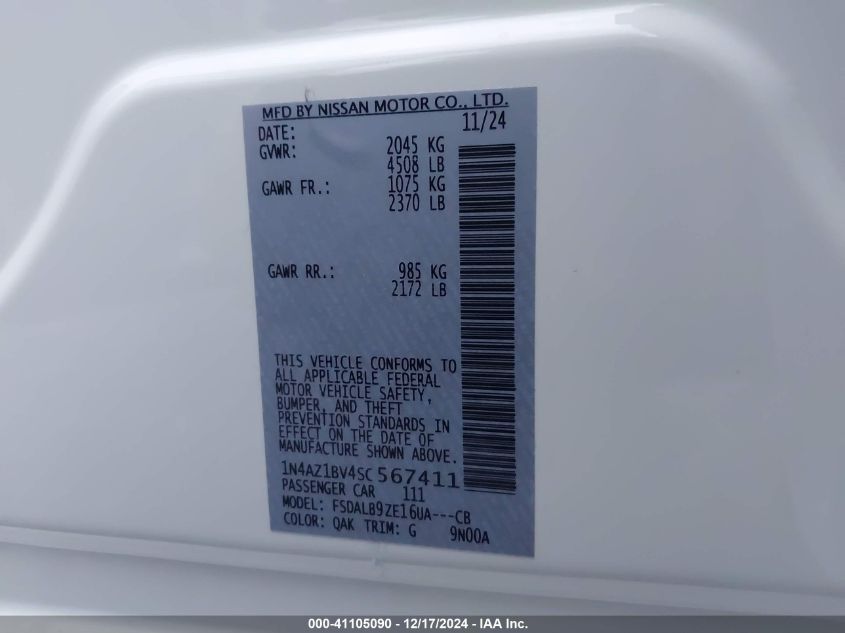 MFD BY NISSAN MOTOR CO., LTD.
DATE: 11/24
GVWR: 2045 KG
4508 LB
GAWR FR.: 1075 KG
2370 LB
GAWR RR.: 985 KG
2172 LB
THIS VEHICLE CONFORMS TO
ALL APPLICABLE FEDERAL
MOTOR VEHICLE SAFETY,
BUMPER, AND THEFT
PREVENTION STANDARDS IN
EFFECT ON THE DATE OF
MANUFACTURE SHOWN ABOVE.
1N4AZ1BV4SC567411
PASSENGER CAR 111
MODEL: FSDALB9ZE16UA---CB
COLOR: QAK TRIM: G 9N00A
000-41105090 - 12/17/2024 - IAA Inc.